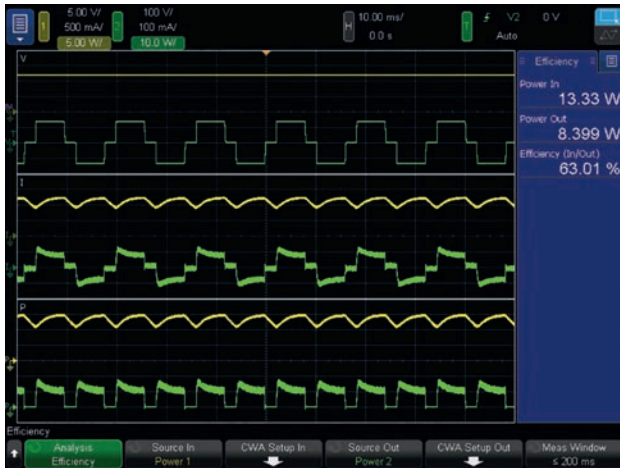 1
5.00 V/
500 mA/
5.00 W/
2
100 V/
100 mA/
10.0 W/
H
10.00 ms/
0.0 s
T
V2
0 V
Auto
V
I
P
Efficiency
Power In
13.33 W
Power Out
8.399 W
Efficiency (In/Out)
63.01 %
Efficiency
Analysis
Efficiency
Source In
Power 1
CWA Setup In
Source Out
Power 2
CWA Setup Out
Meas Window
≤ 200 ms